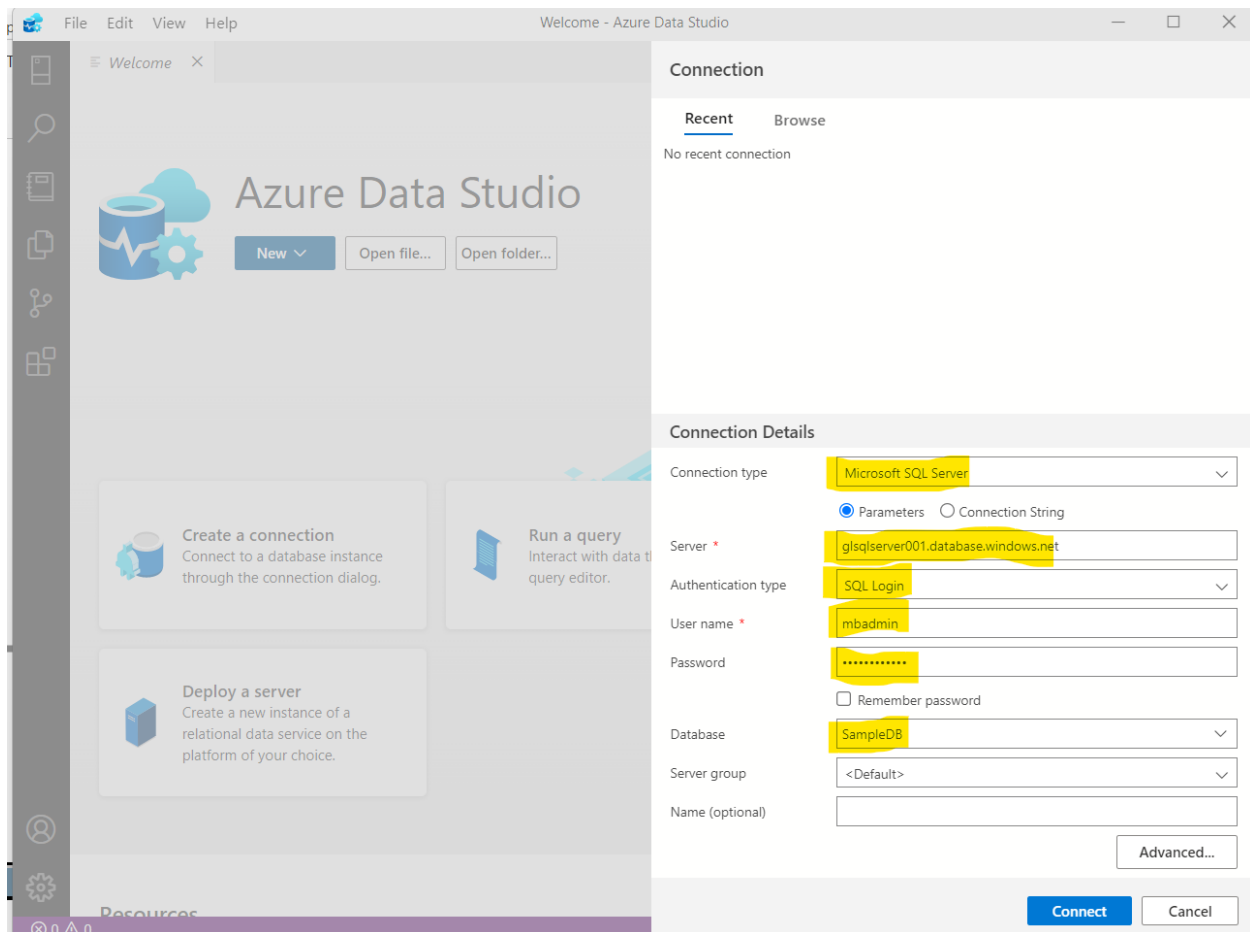 File Edit View Help
Welcome - Azure Data Studio
Welcome
Azure Data Studio
New
Open file...
Open folder...
Create a connection
Connect to a database instance
through the connection dialog.
Run a query
Interact with data
query editor.
Deploy a server
Create a new instance of a
relational data service on the
platform of your choice.
Resources
0 0
Connection
Recent Browse
No recent connection
Connection Details
Connection type Microsoft SQL Server
Parameters Connection String
Server * glsqlserver001.database.windows.net
Authentication type SQL Login
User name * mbadmin
Password ••••••••••••
Remember password
Database SampleDB
Server group <Default>
Name (optional)
Advanced...
Connect Cancel